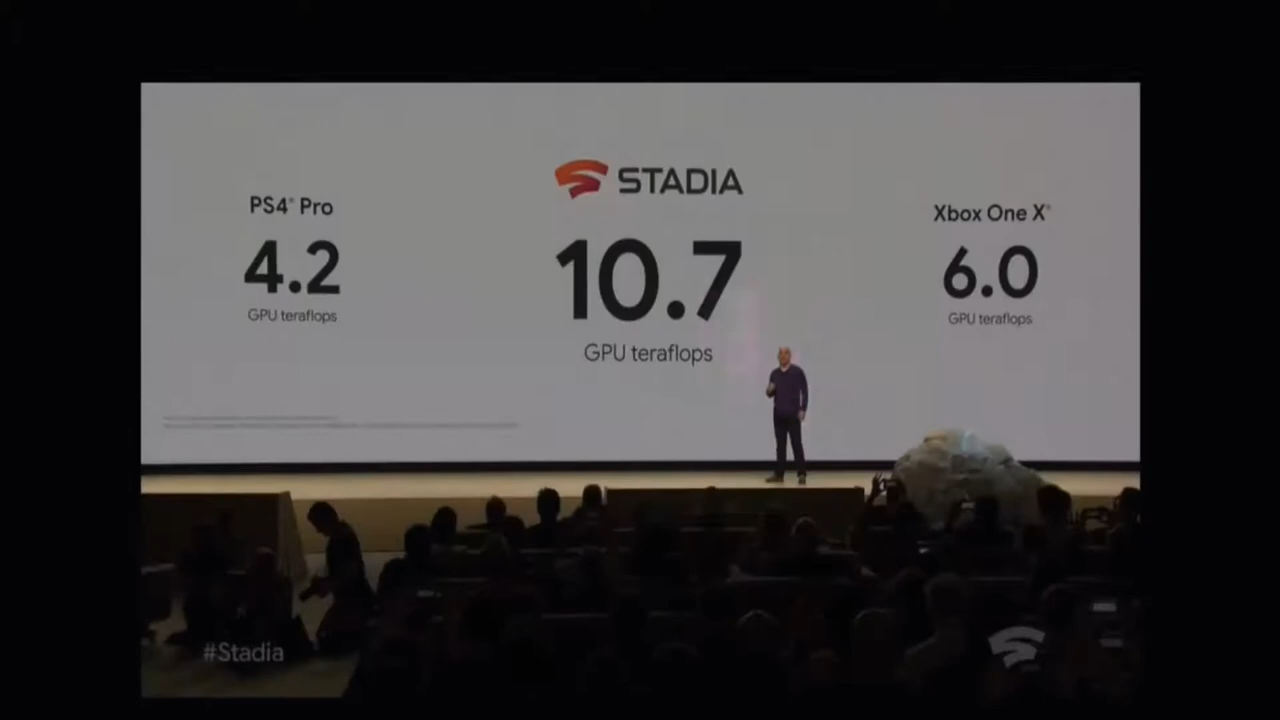 STADIA
PS4® Pro
4.2
GPU teraflops
10.7
GPU teraflops
Xbox One X®
6.0
GPU teraflops
#Stadia